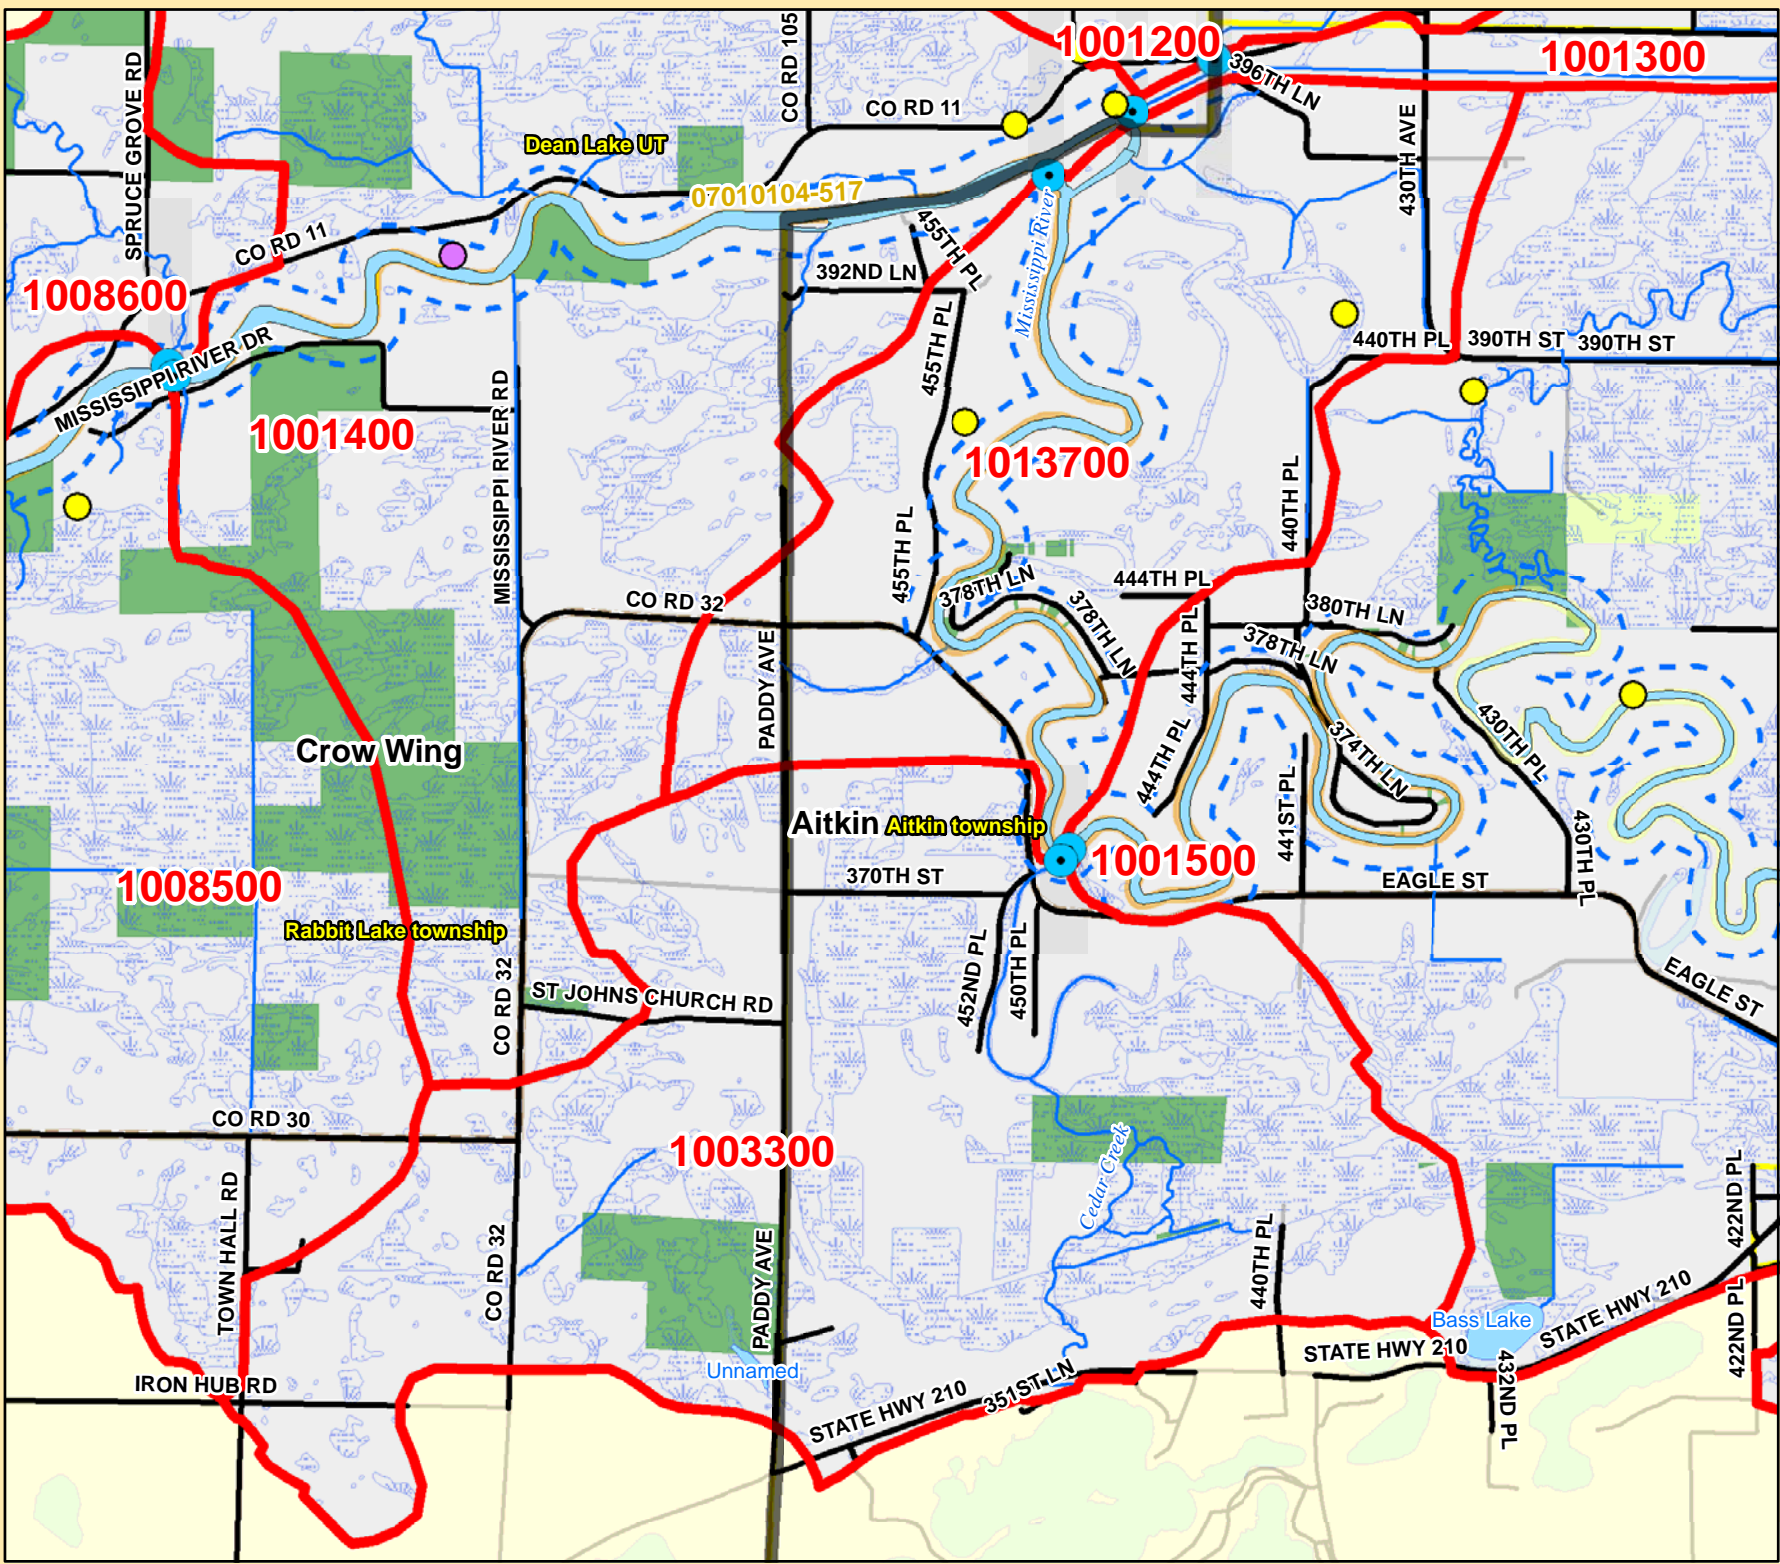 CO RD 105
1001200
1001300
396TH LN
SPRUCE GROVE RD
CO RD 11
430TH AVE
Dean Lake UT
07010104-517
455TH PL
Mississippi River
CO RD 11
392ND LN
1008600
MISSISSIPPI RIVER DR
455TH PL
440TH PL
390TH ST
390TH ST
1001400
MISSISSIPPI RIVER RD
1013700
440TH PL
455TH PL
378TH LN
444TH PL
CO RD 32
378TH LN
380TH LN
444TH PL
378TH LN
PADDY AVE
430TH PL
Crow Wing
444TH PL
374TH LN
441ST PL
Aitkin
Aitkin township
430TH PL
1001500
1008500
370TH ST
EAGLE ST
Rabbit Lake township
CO RD 32
ST JOHNS CHURCH RD
452ND PL
450TH PL
EAGLE ST
CO RD 30
1003300
Cedar Creek
422ND PL
TOWN HALL RD
CO RD 32
PADDY AVE
440TH PL
Bass Lake
STATE HWY 210
422ND PL
STATE HWY 210
Unnamed
IRON HUB RD
STATE HWY 210
351ST LN
432ND PL